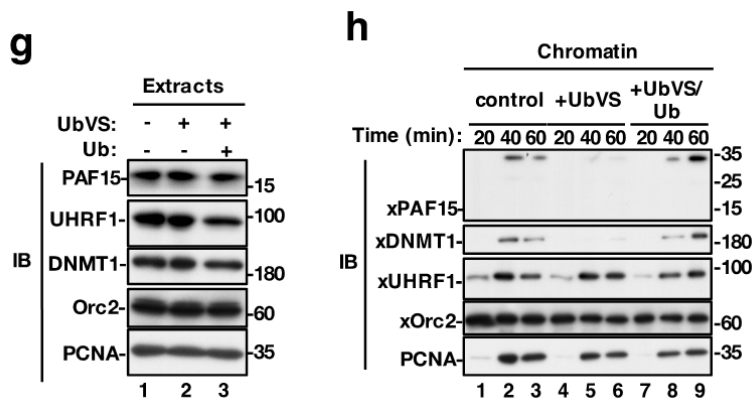 g
Extracts
UbVS: - + +
Ub: - - +
IB
PAF15- -15
UHRF1- -100
DNMT1- -180
Orc2- -60
PCNA- -35
1 2 3
h
Chromatin
control +UbVS +UbVS/Ub
Time (min): 20 40 60 20 40 60 20 40 60
IB
-35
-25
xPAF15- -15
xDNMT1- -180
xUHRF1- -100
xOrc2- -60
PCNA- -35
1 2 3 4 5 6 7 8 9